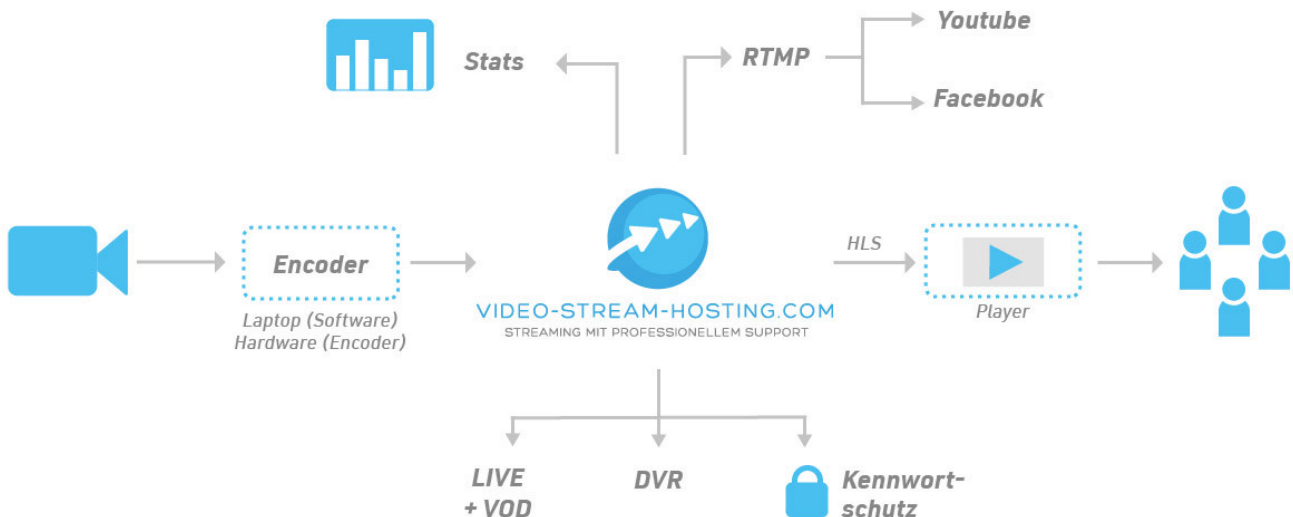 Youtube
Stats
RTMP
Facebook
Encoder
HLS
Laptop (Software)
Hardware (Encoder)
VIDEO-STREAM-HOSTING.COM
STREAMING MIT PROFESSIONELLEM SUPPORT
Player
LIVE
+ VOD
DVR
Kennwort-
schutz